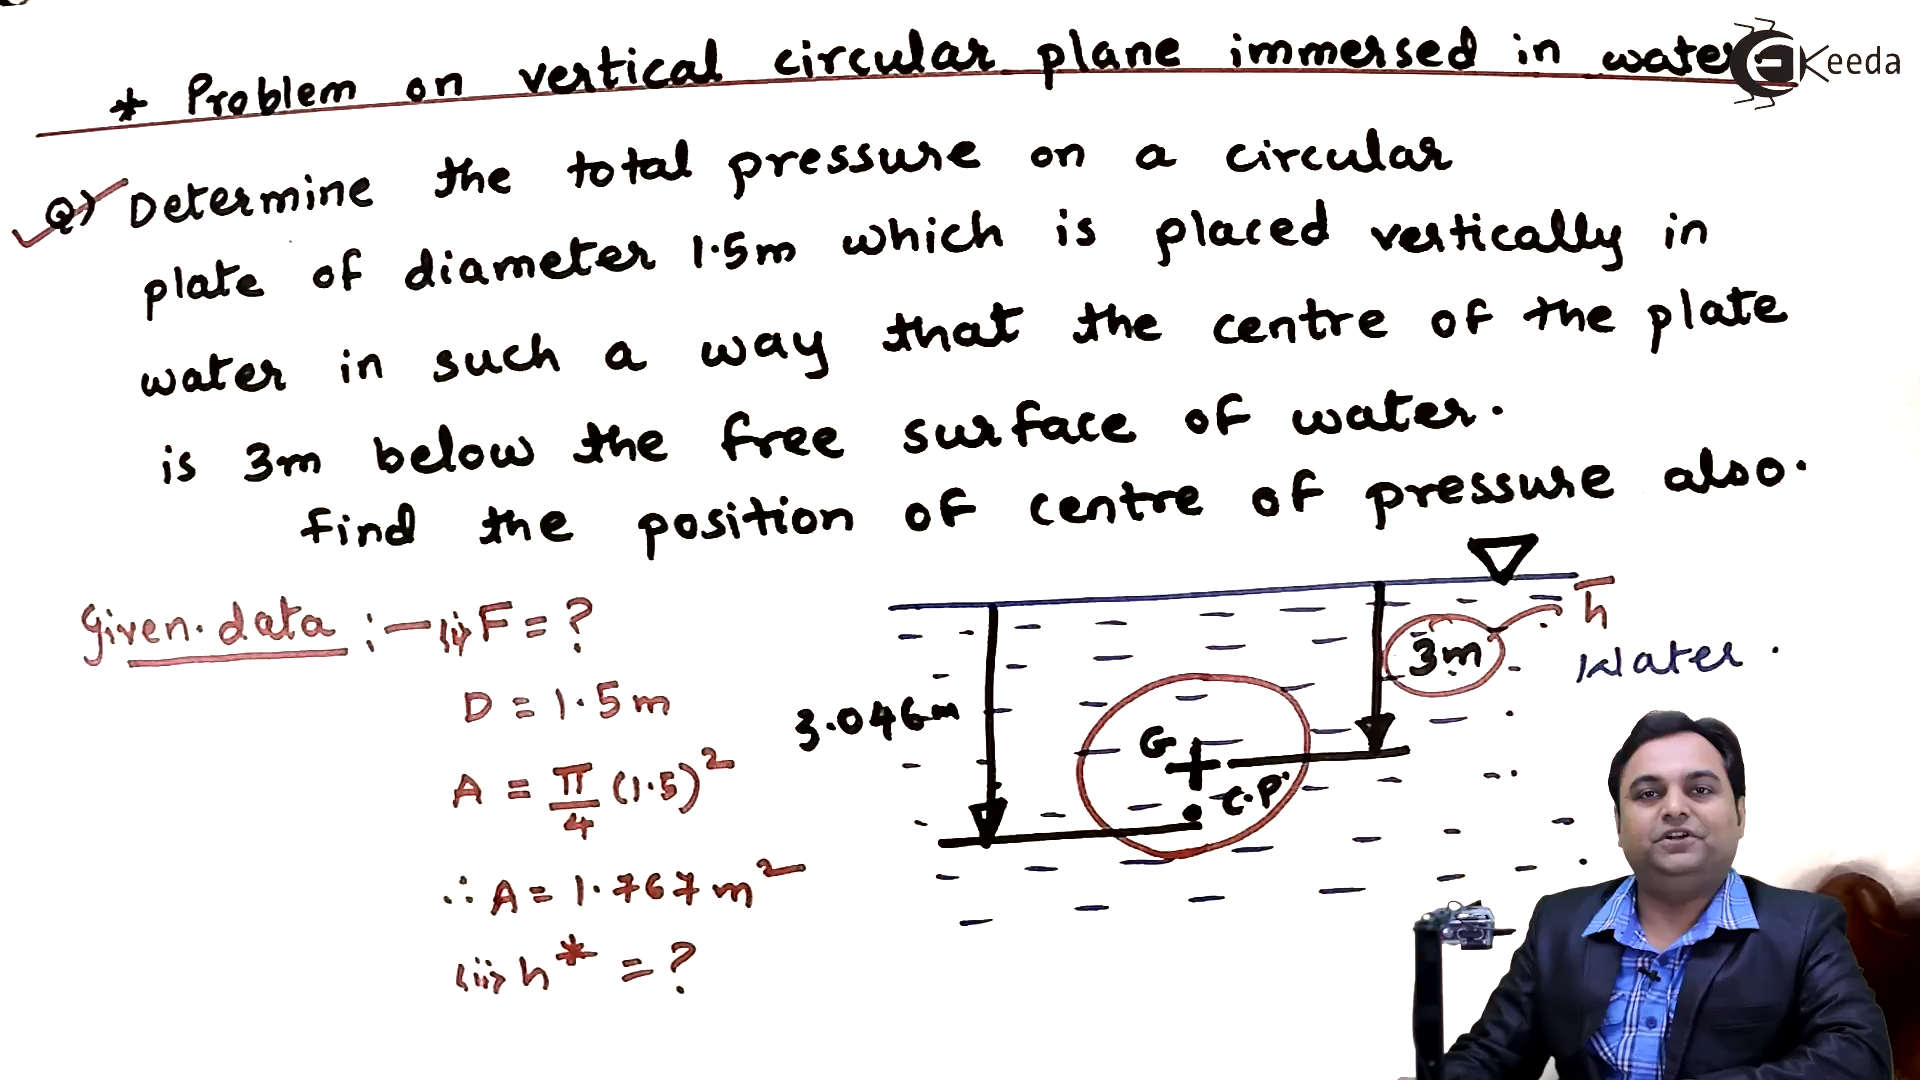 * Problem on vertical circular plane immersed in water
Keeda
Q) Determine the total pressure on a circular
plate of diameter 1.5m which is placed vertically in
water in such a way that the centre of the plate
is 3m below the free surface of water.
Find the position of centre of pressure also.
Given data :- (i) F = ?
D = 1.5m
A = π/4 (1.5)²
∴ A = 1.767 m²
(ii) h* = ?
h̄
3m
Water.
3.046m
G
C.P.